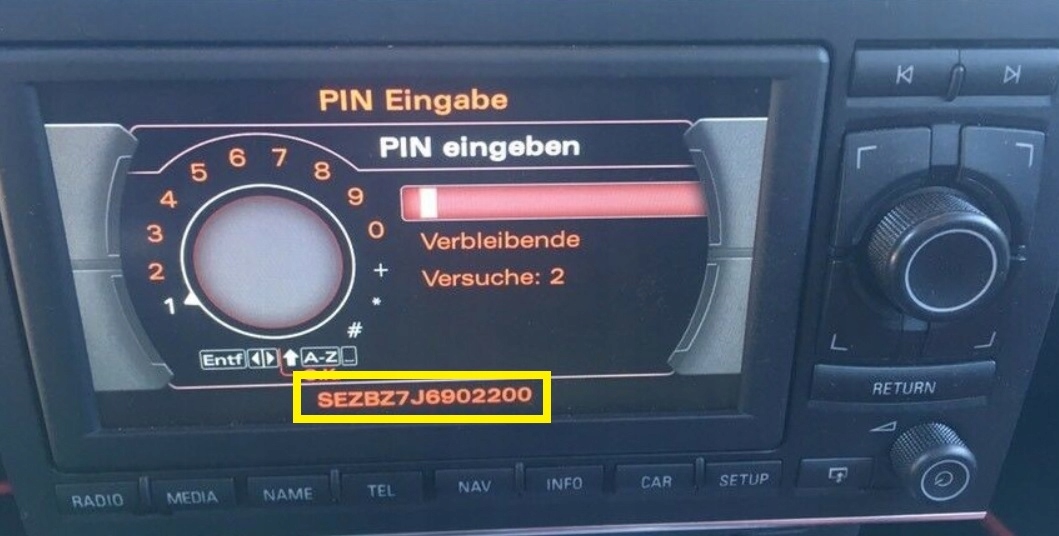 PIN Eingabe
PIN eingeben
1 2 3 4 5 6 7 8 9 0 + * #
Verbleibende
Versuche: 2
Entf A-Z
SEZBZ7J6902200
RETURN
RADIO MEDIA NAME TEL NAV INFO CAR SETUP